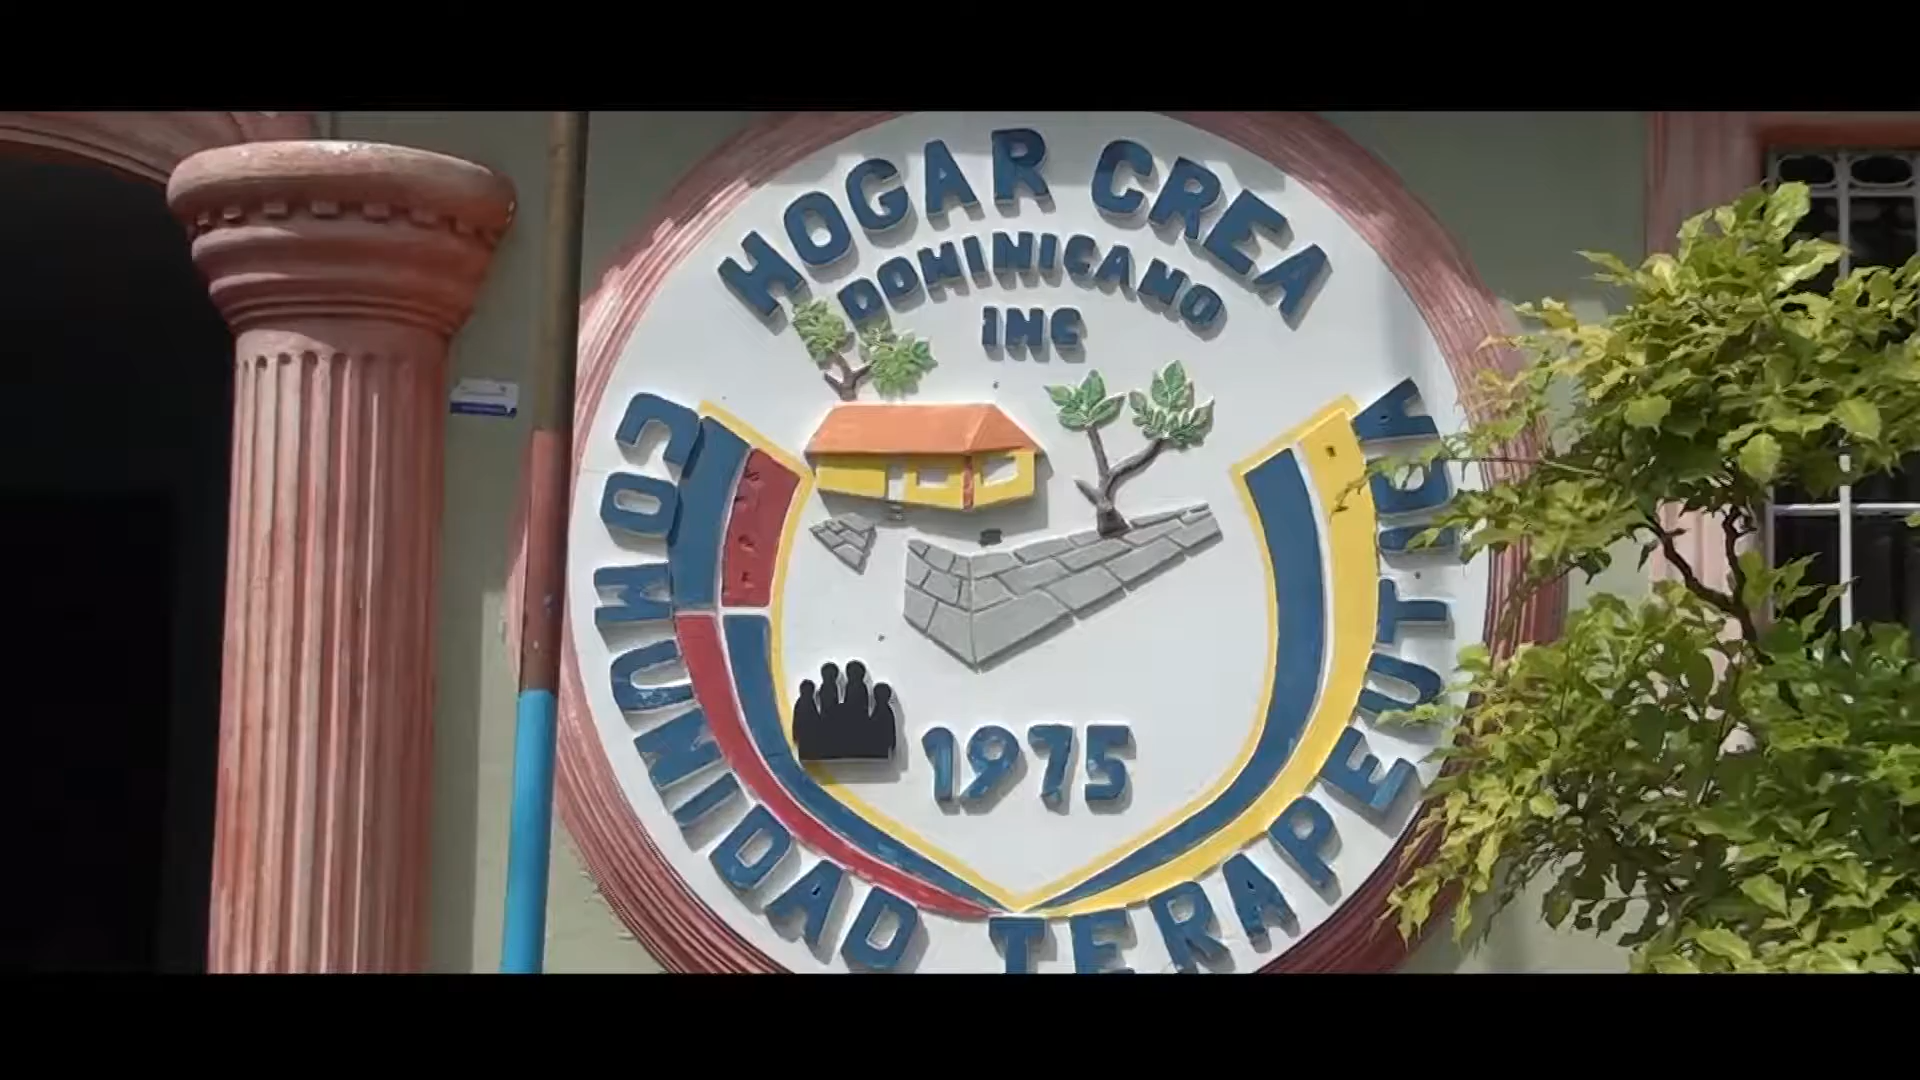 HOGAR CREA
DOMINICANO
INC
1975
COMUNIDAD TERAPEUTICA